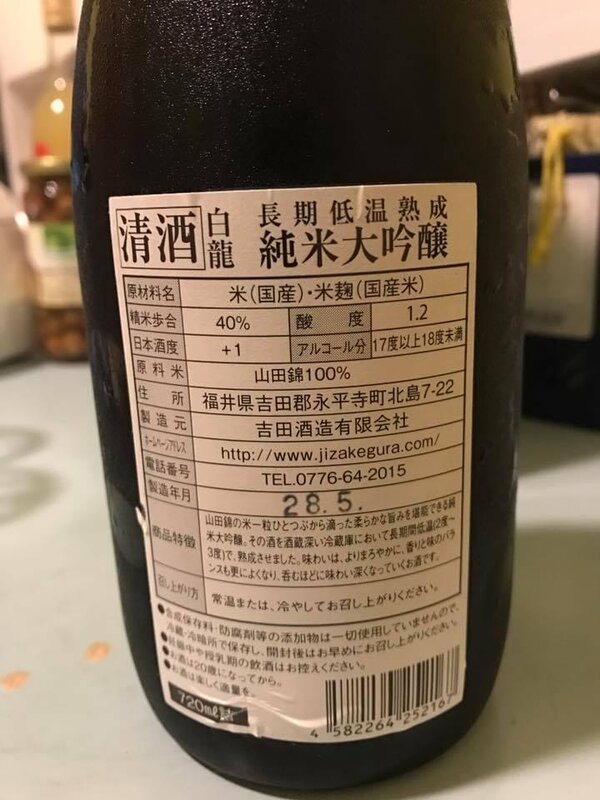 清酒 白龍 長期低温熟成
純米大吟醸
原材料名 米(国産)・米麹(国産米)
精米歩合 40% 酸度 1.2
日本酒度 +1 アルコール分 17度以上18度未満
原料米 山田錦100%
住所 福井県吉田郡永平寺町北島7-22
製造元 吉田酒造有限会社
ホームページアドレス http://www.jizakegura.com/
電話番号 TEL.0776-64-2015
製造年月 28.5.
商品特徴
山田錦の米一粒ひとつぶから滴った柔らかな旨みを堪能できる純
米大吟醸。その酒を酒蔵深い冷蔵庫において長期間低温(2度～
3度)で、熟成させました。味わいは、よりまろやかに、香りと味のバラ
ンスも更によくなり、呑むほどに味わい深くなっていくお酒です。
召し上がり方 常温または、冷やしてお召し上がりください。
●合成保存料・防腐剤等の添加物は一切使用していませんので、
冷蔵・冷暗所で保存し、開封後はお早めにお召し上がりください。
●妊娠中や授乳期の飲酒はお控えください。
●お酒は20歳になってから。
●お酒は楽しく適量を。
720ml詰
4 582264 252167